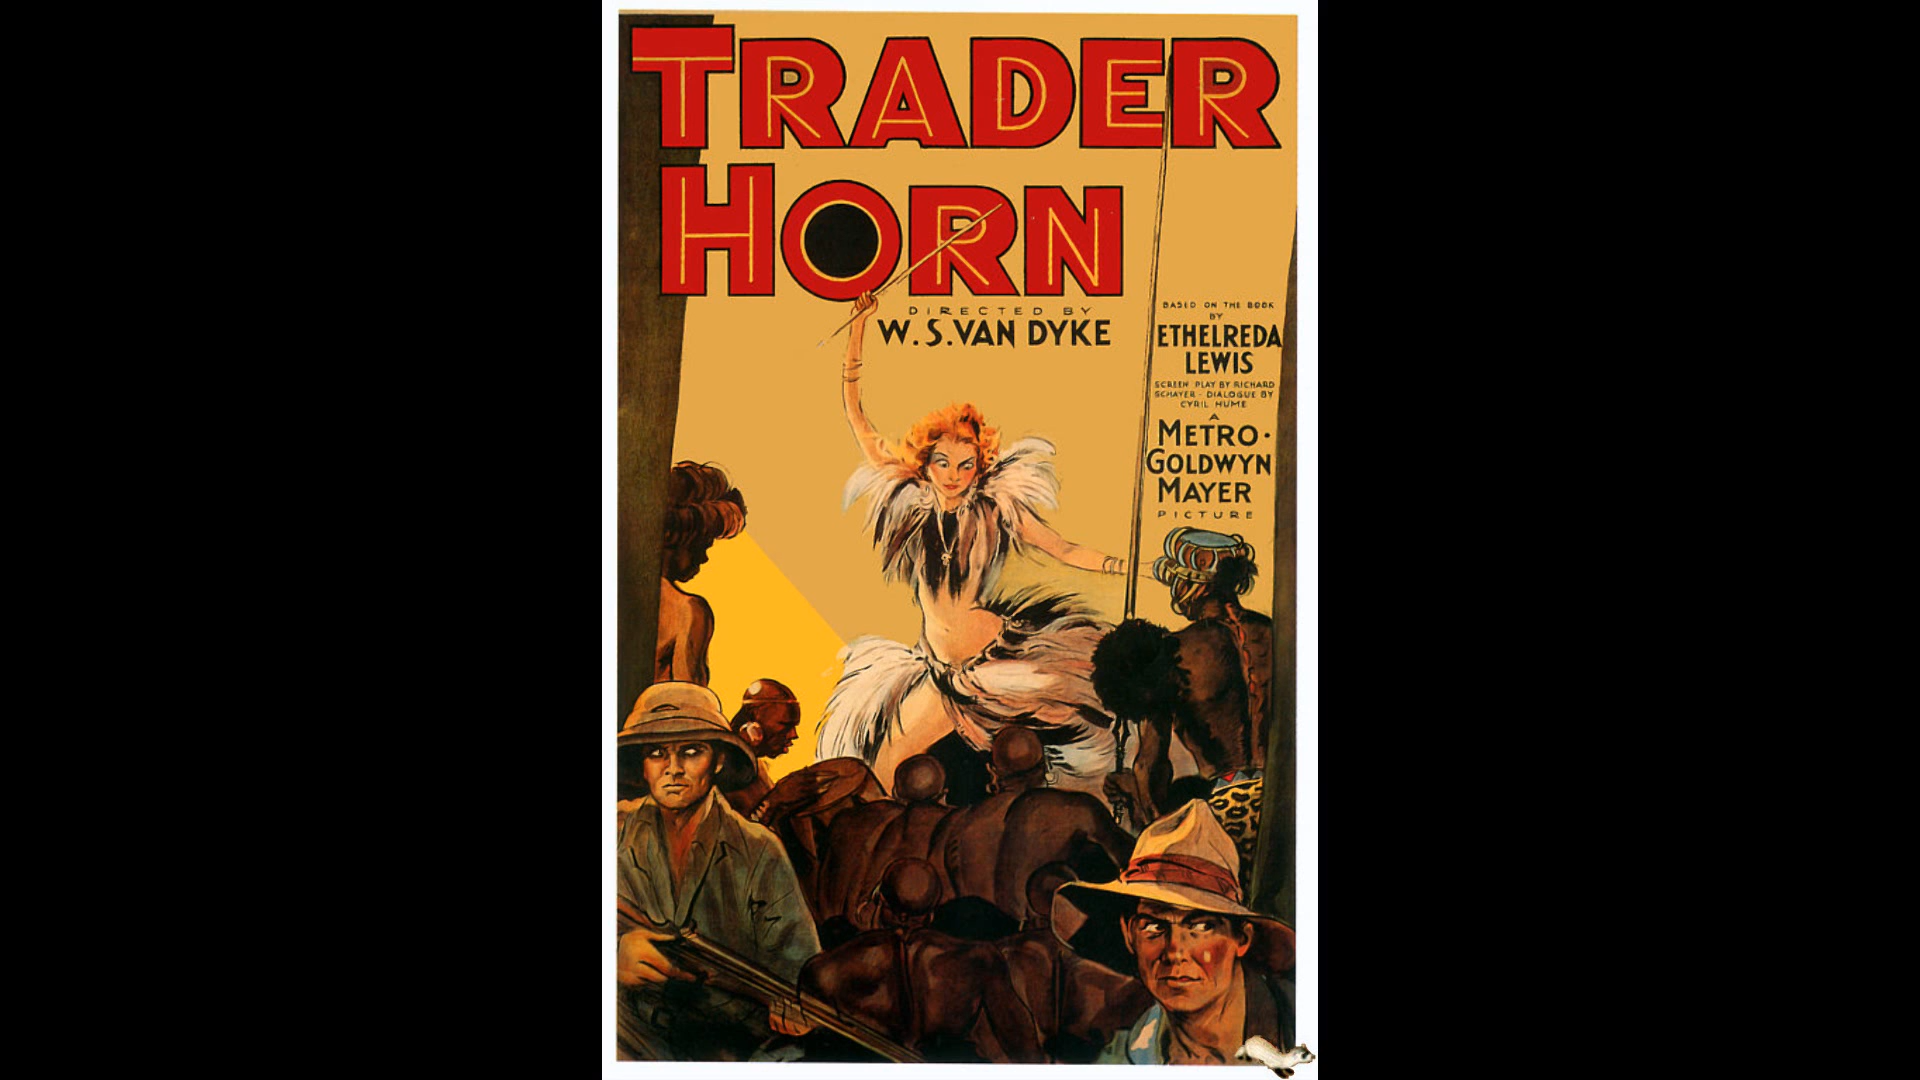 TRADER
HORN
DIRECTED BY
W. S. VAN DYKE
BASED ON THE BOOK
BY
ETHELREDA
LEWIS
SCREEN PLAY BY RICHARD
SCHAYER · DIALOGUE BY
CYRIL HUME
A
METRO·
GOLDWYN
MAYER
PICTURE